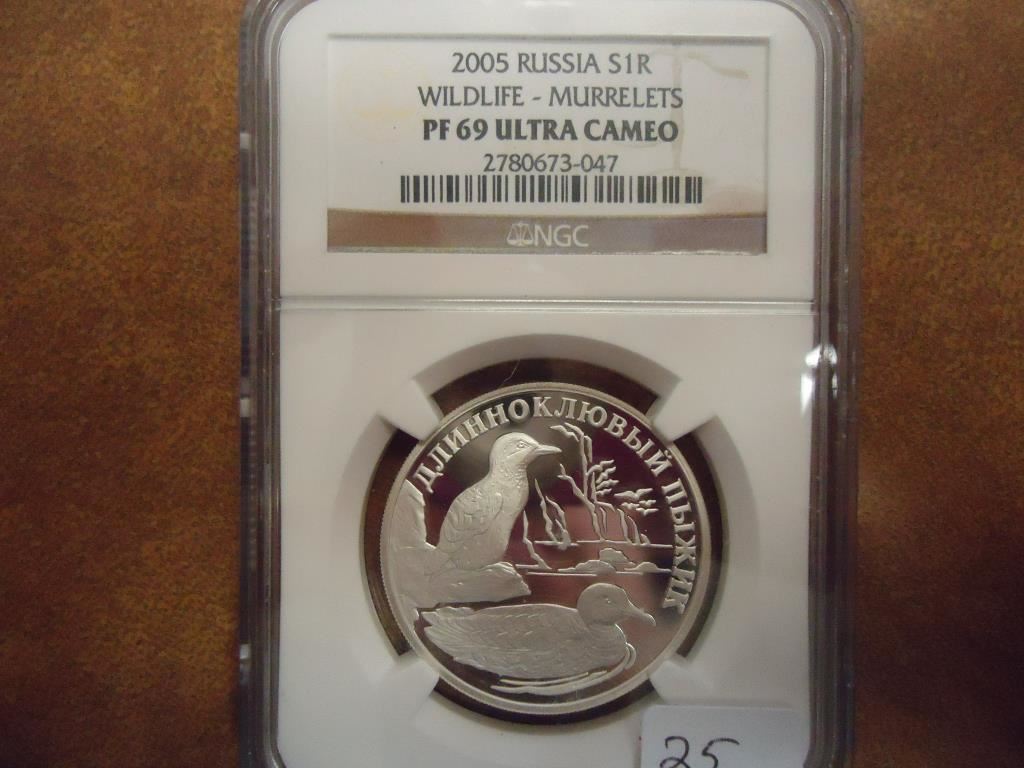 2005 RUSSIA S1R
WILDLIFE - MURRELETS
PF 69 ULTRA CAMEO
2780673-047
NGC
ДЛИННОКЛЮВЫЙ ПЫЖИК
25